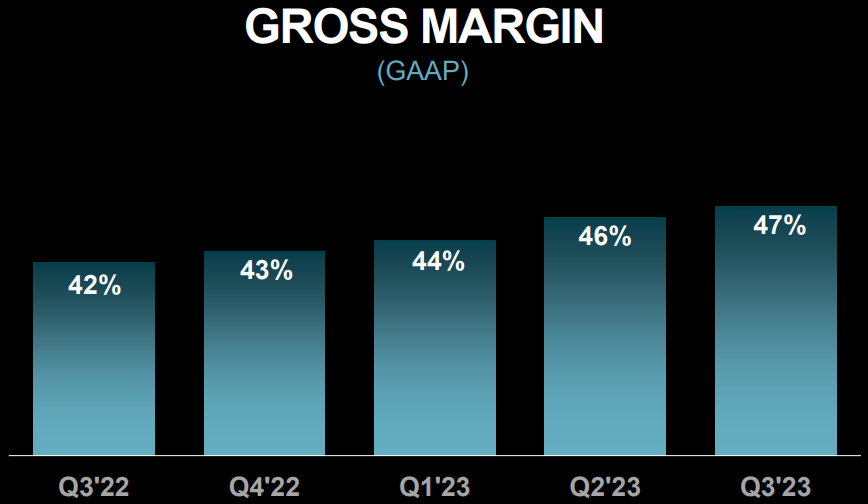 GROSS MARGIN
(GAAP)
42%
43%
44%
46%
47%
Q3'22
Q4'22
Q1'23
Q2'23
Q3'23